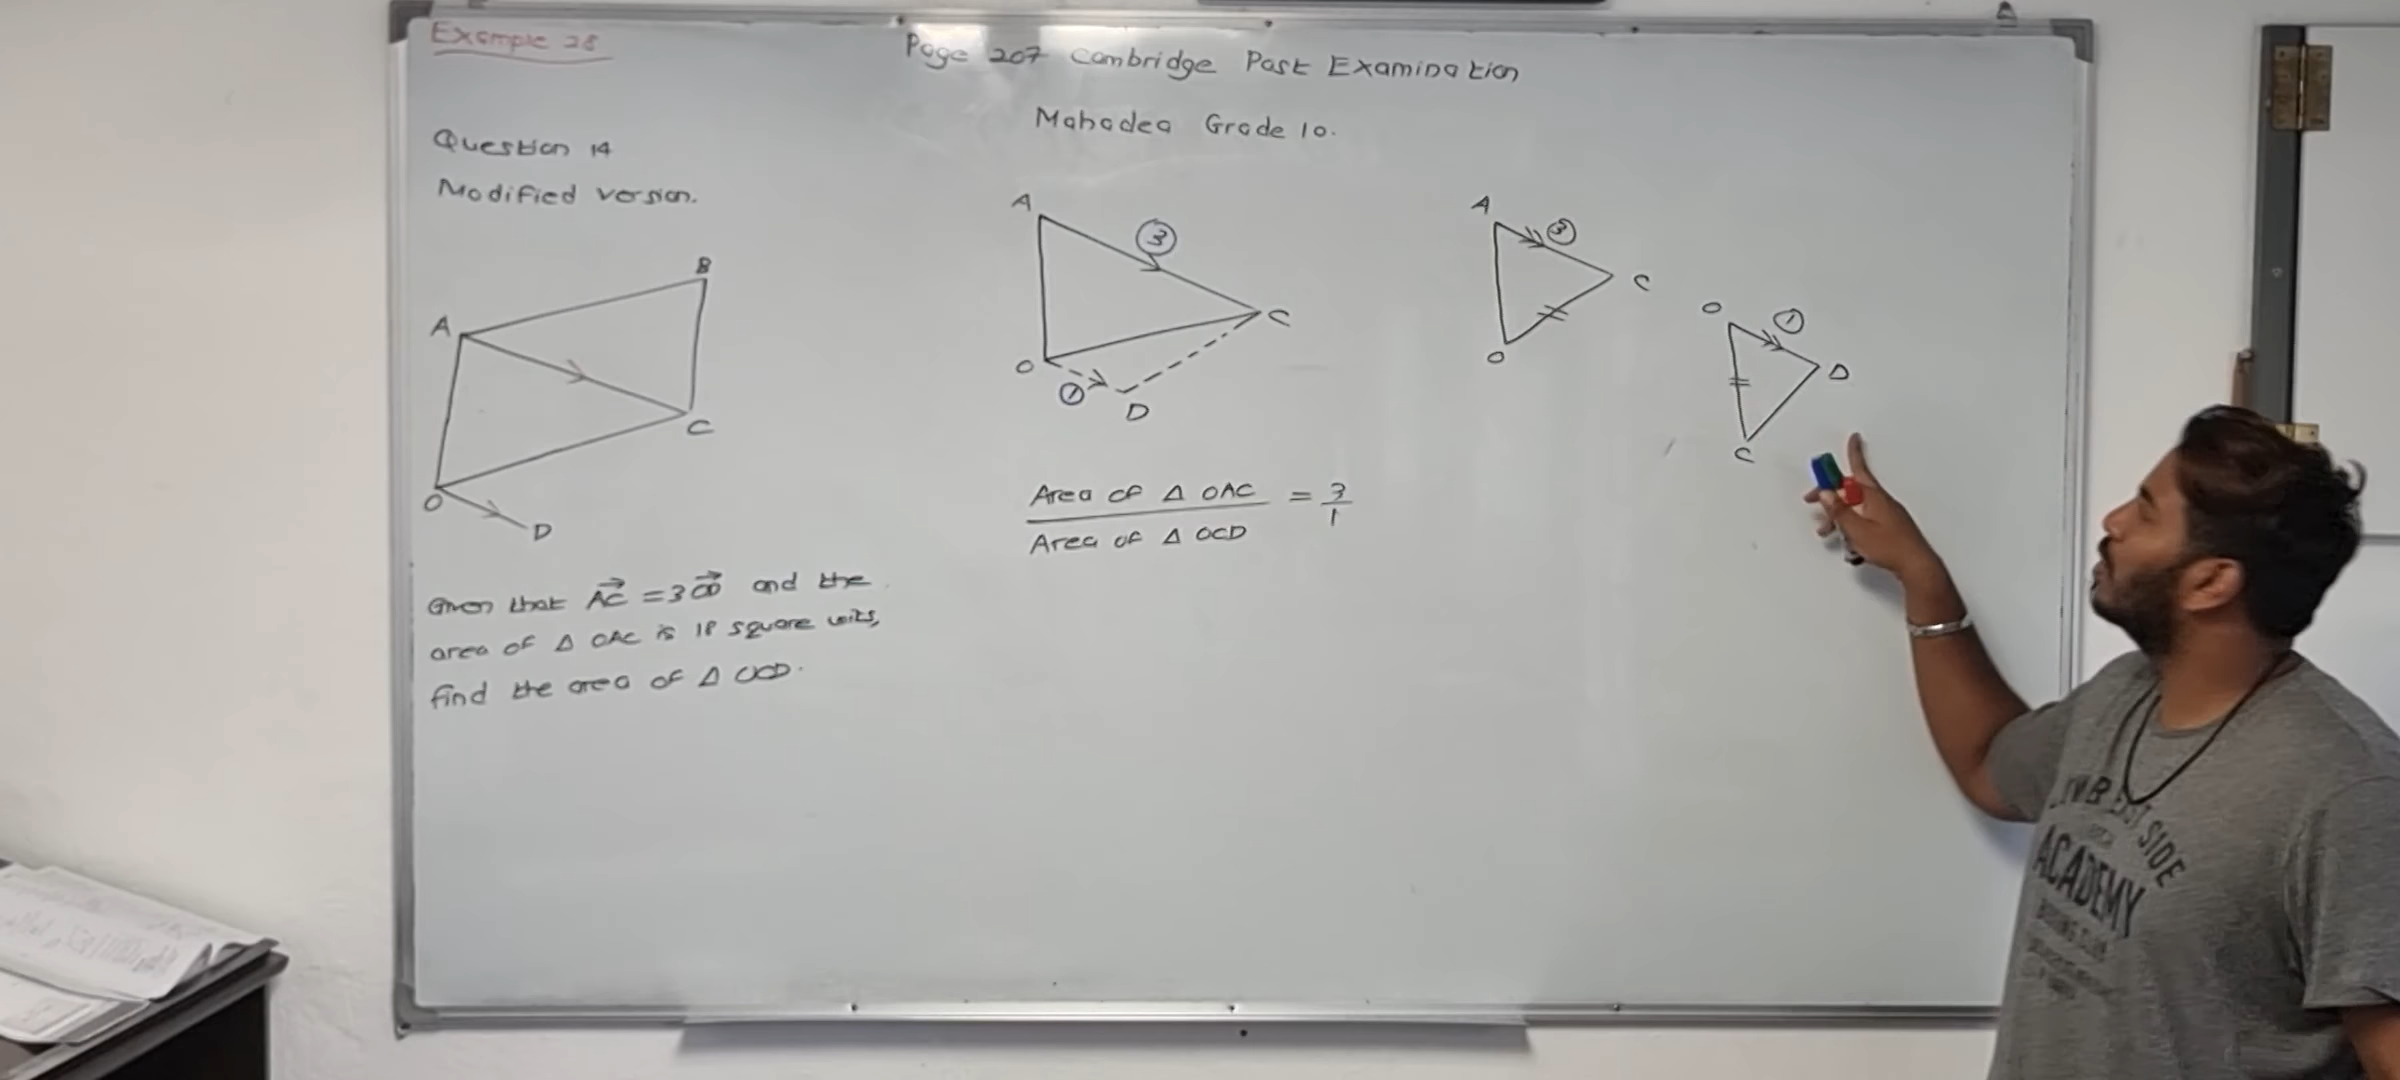 Example 28
Page 207 Cambridge Past Examination
Mahadea Grade 10.
Question 14
Modified version.
B
A
C
O
D
Given that AC = 3OD and the
area of Δ OAC is 18 square units,
find the area of Δ OCD.
A
3
C
O
1
D
Area of Δ OAC = 3
Area of Δ OCD 1
A
3
C
O
O
1
D
C
ACADEMY
SIDE